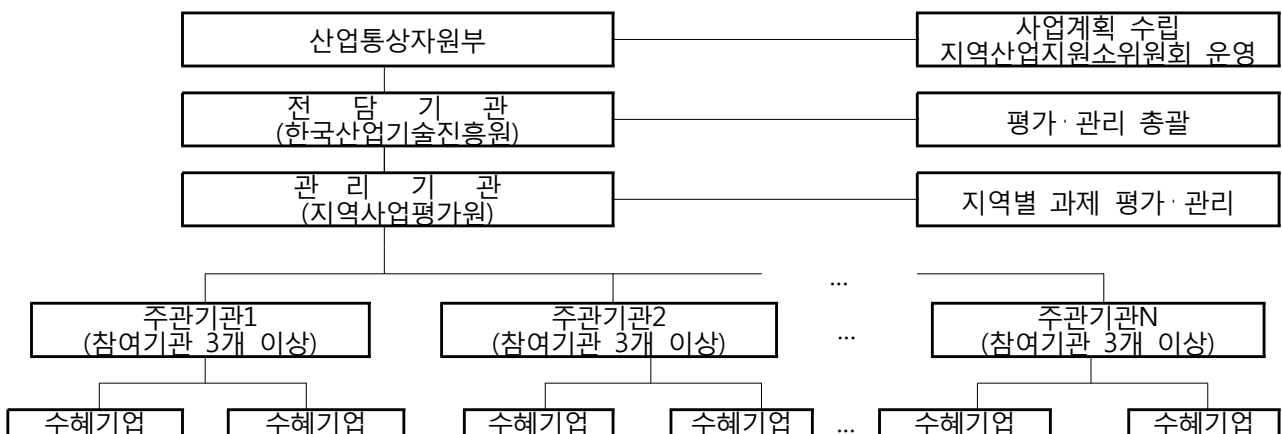 산업통상자원부
사업계획 수립
지역산업지원소위원회 운영
전 담 기 관
(한국산업기술진흥원)
평가·관리 총괄
관 리 기 관
(지역사업평가원)
지역별 과제 평가·관리
...
주관기관1
(참여기관 3개 이상)
주관기관2
(참여기관 3개 이상)
...
주관기관N
(참여기관 3개 이상)
수혜기업
수혜기업
수혜기업
수혜기업
...
수혜기업
수혜기업